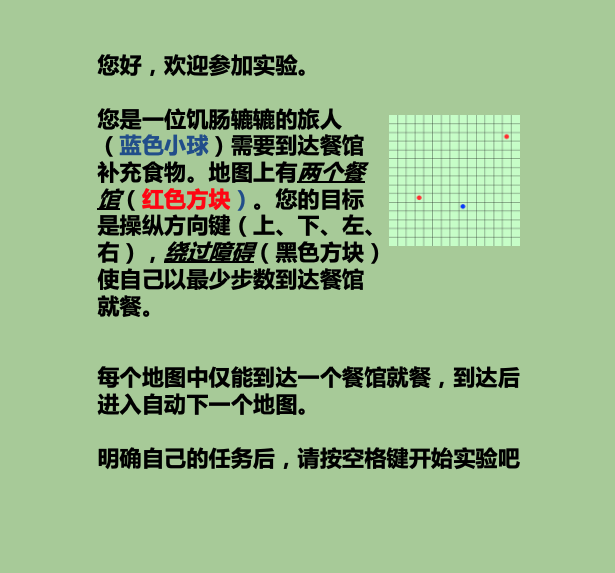 您好，欢迎参加实验。
您是一位饥肠辘辘的旅人
（蓝色小球）需要到达餐馆
补充食物。地图上有两个餐
馆（红色方块）。您的目标
是操纵方向键（上、下、左、
右），绕过障碍（黑色方块）
使自己以最少步数到达餐馆
就餐。
每个地图中仅能到达一个餐馆就餐，到达后
进入自动下一个地图。
明确自己的任务后，请按空格键开始实验吧